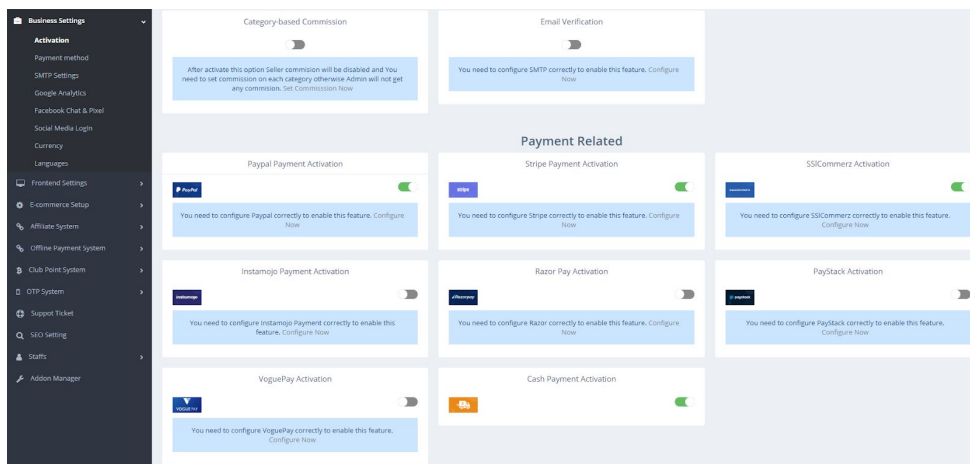 Business Settings
Activation
Payment method
SMTP Settings
Google Analytics
Facebook Chat & Pixel
Social Media Login
Currency
Languages
Frontend Settings
E-commerce Setup
Affiliate System
Offline Payment System
Club Point System
OTP System
Suppot Ticket
SEO Setting
Staffs
Addon Manager
Category-based Commission
After activate this option Seller commision will be disabled and You
need to set commission on each category otherwise Admin will not get
any commision. Set Commisssion Now
Email Verification
You need to configure SMTP correctly to enable this feature. Configure
Now
Payment Related
Paypal Payment Activation
PayPal
You need to configure Paypal correctly to enable this feature. Configure
Now
Stripe Payment Activation
stripe
You need to configure Stripe correctly to enable this feature. Configure
Now
SSlCommerz Activation
You need to configure SSlCommerz correctly to enable this feature.
Configure Now
Instamojo Payment Activation
instamojo
You need to configure Instamojo Payment correctly to enable this
feature. Configure Now
Razor Pay Activation
Razorpay
You need to configure Razor correctly to enable this feature. Configure
Now
PayStack Activation
paystack
You need to configure PayStack correctly to enable this feature.
Configure Now
VoguePay Activation
VOGUE PAY
You need to configure VoguePay correctly to enable this feature.
Configure Now
Cash Payment Activation